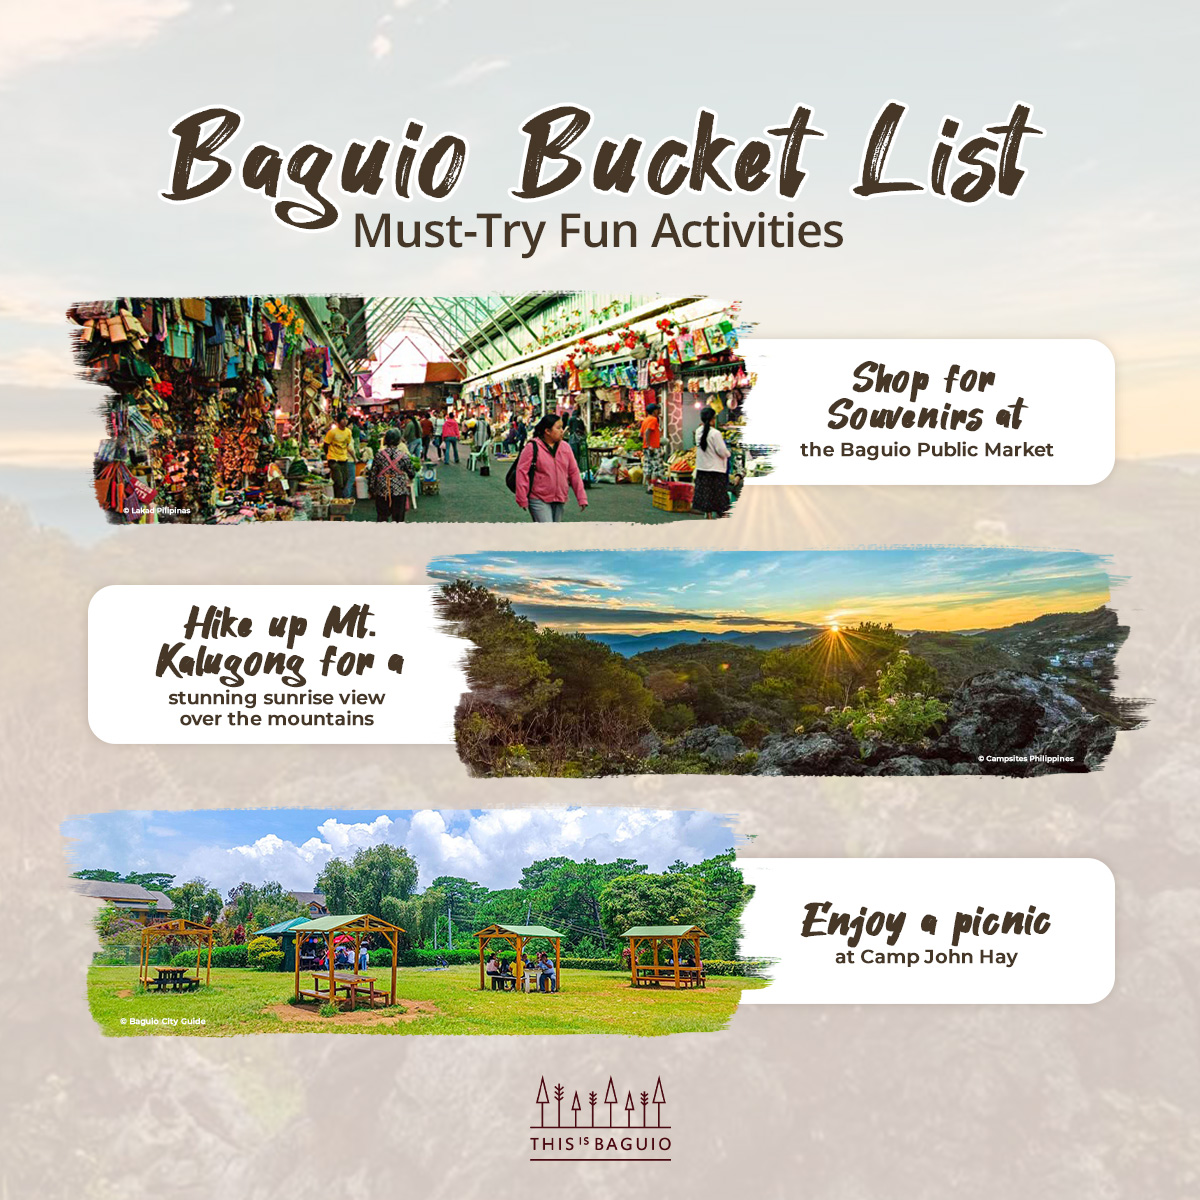 Baguio Bucket List
Must-Try Fun Activities
Shop for
Souvenirs at
the Baguio Public Market
© Lakad Pilipinas
Hike up Mt.
Kalugong for a
stunning sunrise view
over the mountains
© Campsites Philippines
Enjoy a picnic
at Camp John Hay
© Baguio City Guide
THIS IS BAGUIO